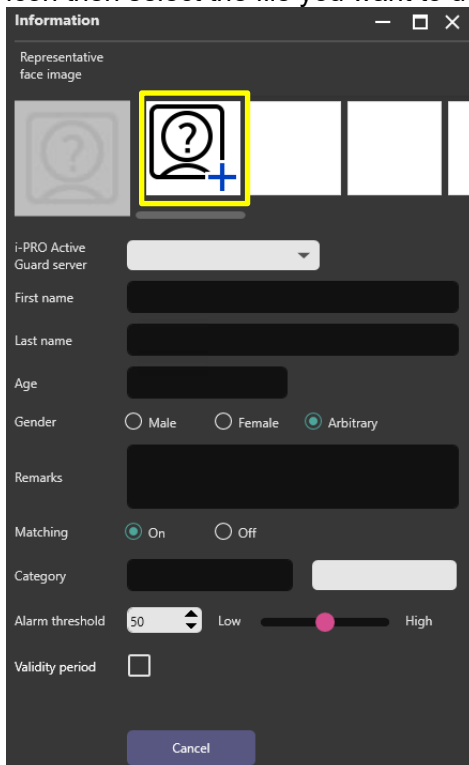 Information
Representative
face image
i-PRO Active
Guard server
First name
Last name
Age
Gender
Male
Female
Arbitrary
Remarks
Matching
On
Off
Category
Alarm threshold
50
Low
High
Validity period
Cancel